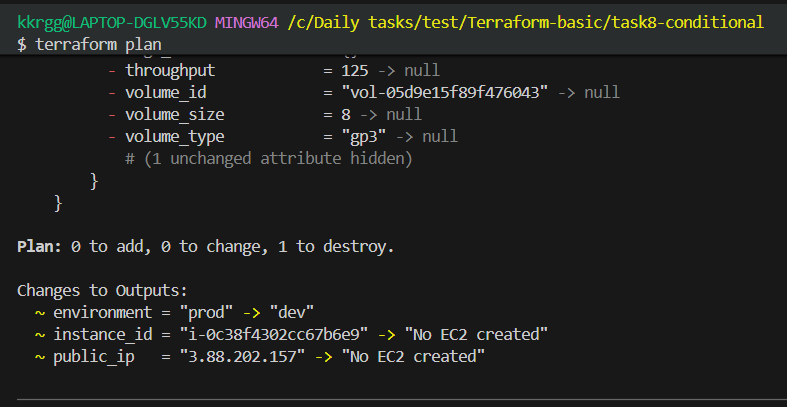 kkrgg@LAPTOP-DGLV55KD MINGW64 /c/Daily tasks/test/Terraform-basic/task8-conditional
$ terraform plan
- throughput = 125 -> null
- volume_id = "vol-05d9e15f89f476043" -> null
- volume_size = 8 -> null
- volume_type = "gp3" -> null
# (1 unchanged attribute hidden)
}
}
Plan: 0 to add, 0 to change, 1 to destroy.
Changes to Outputs:
~ environment = "prod" -> "dev"
~ instance_id = "i-0c38f4302cc67b6e9" -> "No EC2 created"
~ public_ip = "3.88.202.157" -> "No EC2 created"